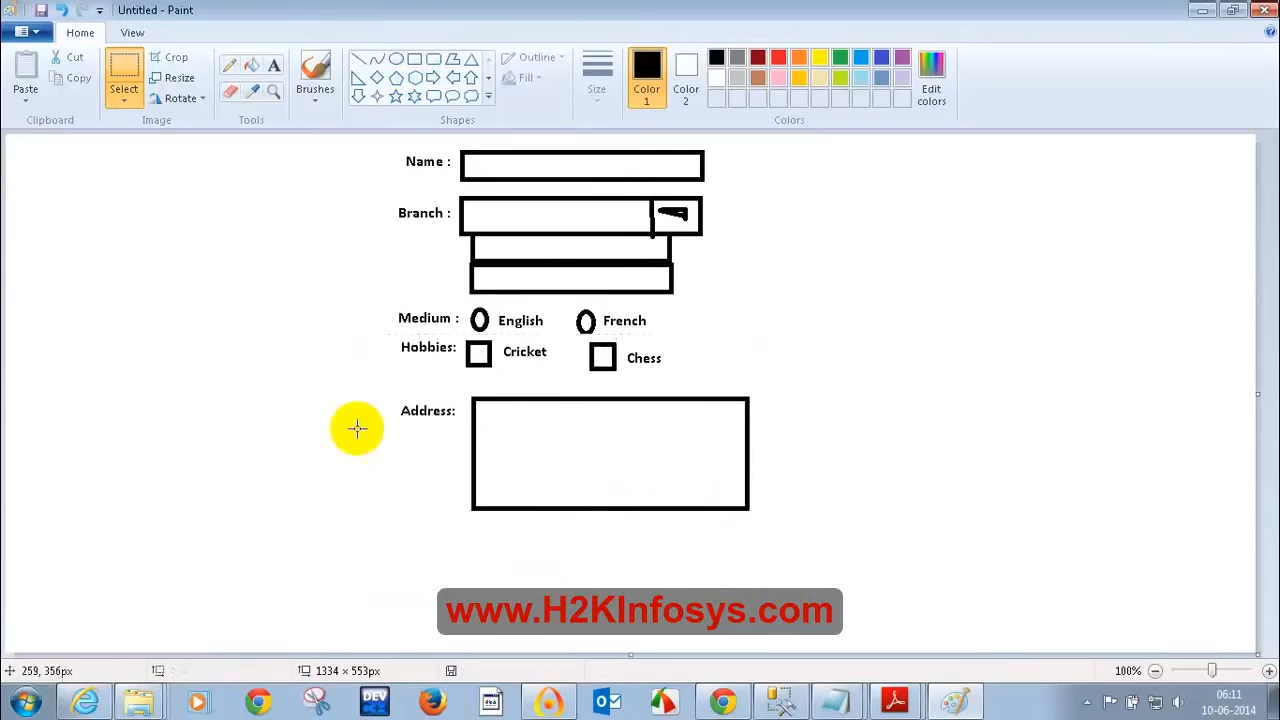 Untitled - Paint
Home
View
Paste
Cut
Copy
Clipboard
Select
Crop
Resize
Rotate
Image
A
Tools
Brushes
Outline
Fill
Shapes
Size
Color 1
Color 2
Edit colors
Colors
Name :
Branch :
Medium :
English
French
Hobbies:
Cricket
Chess
Address:
www.H2KInfosys.com
259, 356px
1334 × 553px
100%
DEV
06:11
10-06-2014